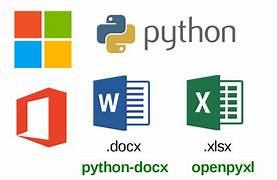 python
W
X
.docx
.xlsx
python-docx
openpyxl